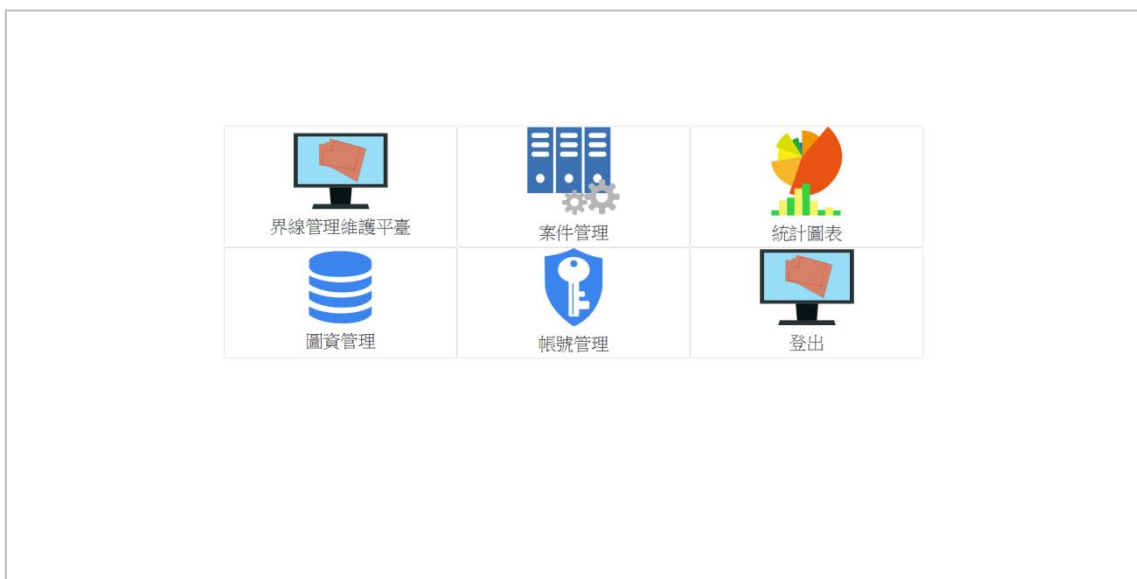 界線管理維護平臺
案件管理
統計圖表
圖資管理
帳號管理
登出